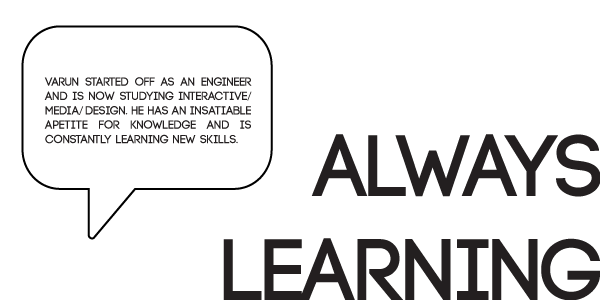 VARUN STARTED OFF AS AN ENGINEER
AND IS NOW STUDYING INTERACTIVE/
MEDIA/DESIGN. HE HAS AN INSATIABLE
APETITE FOR KNOWLEDGE AND IS
CONSTANTLY LEARNING NEW SKILLS.
ALWAYS
LEARNING